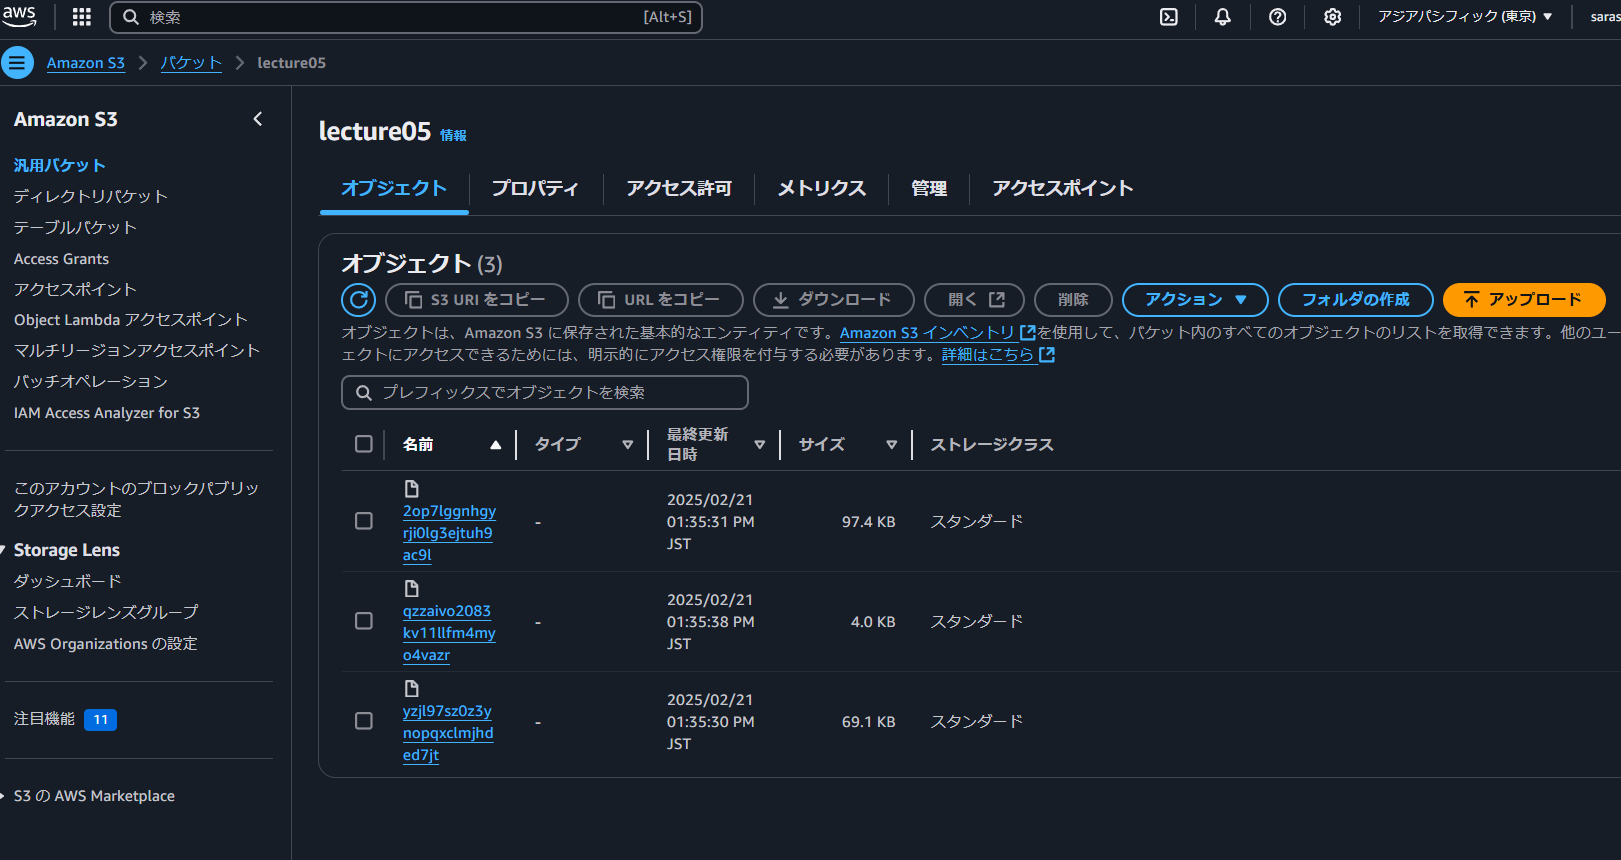 aws
検索 [Alt+S]
アジアパシフィック (東京) ▼
saras
Amazon S3 > バケット > lecture05
Amazon S3
汎用バケット
ディレクトリバケット
テーブルバケット
Access Grants
アクセスポイント
Object Lambda アクセスポイント
マルチリージョンアクセスポイント
バッチオペレーション
IAM Access Analyzer for S3
このアカウントのブロックパブリッ
クアクセス設定
Storage Lens
ダッシュボード
ストレージレンズグループ
AWS Organizations の設定
注目機能 11
S3 の AWS Marketplace
lecture05 情報
オブジェクト プロパティ アクセス許可 メトリクス 管理 アクセスポイント
オブジェクト (3)
S3 URI をコピー URL をコピー ダウンロード 開く 削除 アクション ▼ フォルダの作成 アップロード
オブジェクトは、Amazon S3 に保存された基本的なエンティティです。Amazon S3 インベントリ を使用して、バケット内のすべてのオブジェクトのリストを取得できます。他のユー
ェクトにアクセスできるためには、明示的にアクセス権限を付与する必要があります。詳細はこちら
プレフィックスでオブジェクトを検索
名前 タイプ 最終更新
日時 サイズ ストレージクラス
2op7lggnhgy
rji0lg3ejtuh9
ac9l
-
2025/02/21
01:35:31 PM
JST
97.4 KB
スタンダード
qzzaivo2083
kv11llfm4my
o4vazr
-
2025/02/21
01:35:38 PM
JST
4.0 KB
スタンダード
yzjl97sz0z3y
nopqxclmjhd
ed7jt
-
2025/02/21
01:35:30 PM
JST
69.1 KB
スタンダード